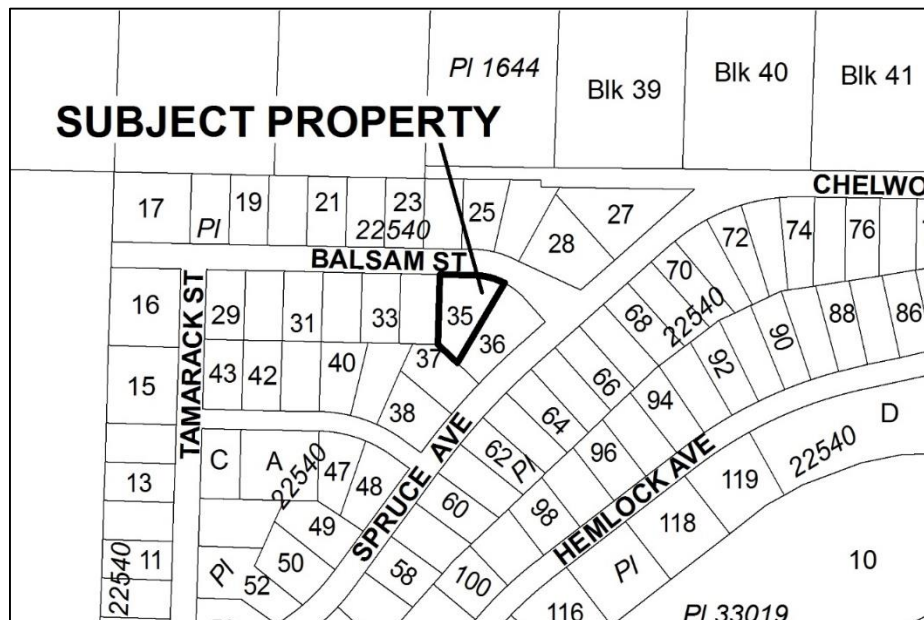 Pl 1644
Blk 39
Blk 40
Blk 41
SUBJECT PROPERTY
CHELWO
17
Pl
19
21
23
22540
25
27
28
72
74
76
BALSAM ST
70
16
TAMARACK ST
29
31
33
35
36
68
22540
90
88
86
15
43
42
40
37
38
66
92
64
94
D
C
A
22540
47
48
SPRUCE AVE
62
Pl
96
HEMLOCK AVE
119
22540
13
49
60
98
118
11
22540
Pl
52
50
58
100
Pl
10
116
Pl 33019